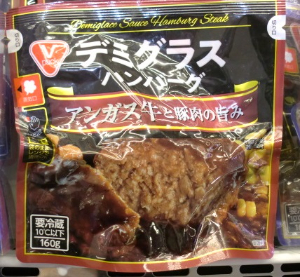 Demiglace Sauce Hamburg Steak
V
デミグラス
ハンバーグ
アンガス牛と豚肉の旨み
要冷蔵
10℃以下
160g